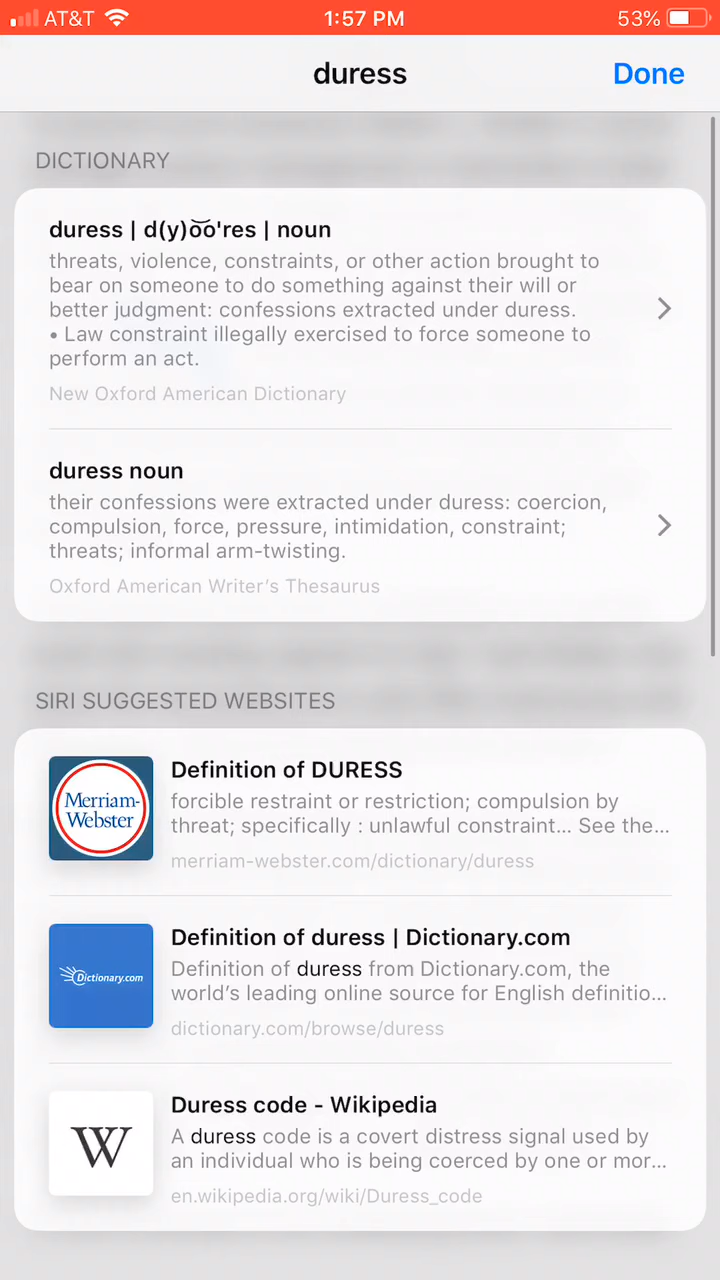 AT&T 1:57 PM 53%
duress Done
DICTIONARY
duress | d(y)o͝o'res | noun
threats, violence, constraints, or other action brought to
bear on someone to do something against their will or
better judgment: confessions extracted under duress.
• Law constraint illegally exercised to force someone to
perform an act.
New Oxford American Dictionary
duress noun
their confessions were extracted under duress: coercion,
compulsion, force, pressure, intimidation, constraint;
threats; informal arm-twisting.
Oxford American Writer’s Thesaurus
SIRI SUGGESTED WEBSITES
Merriam-
Webster
Definition of DURESS
forcible restraint or restriction; compulsion by
threat; specifically : unlawful constraint... See the...
merriam-webster.com/dictionary/duress
Dictionary.com
Definition of duress | Dictionary.com
Definition of duress from Dictionary.com, the
world’s leading online source for English definitio...
dictionary.com/browse/duress
W
Duress code - Wikipedia
A duress code is a covert distress signal used by
an individual who is being coerced by one or mor...
en.wikipedia.org/wiki/Duress_code